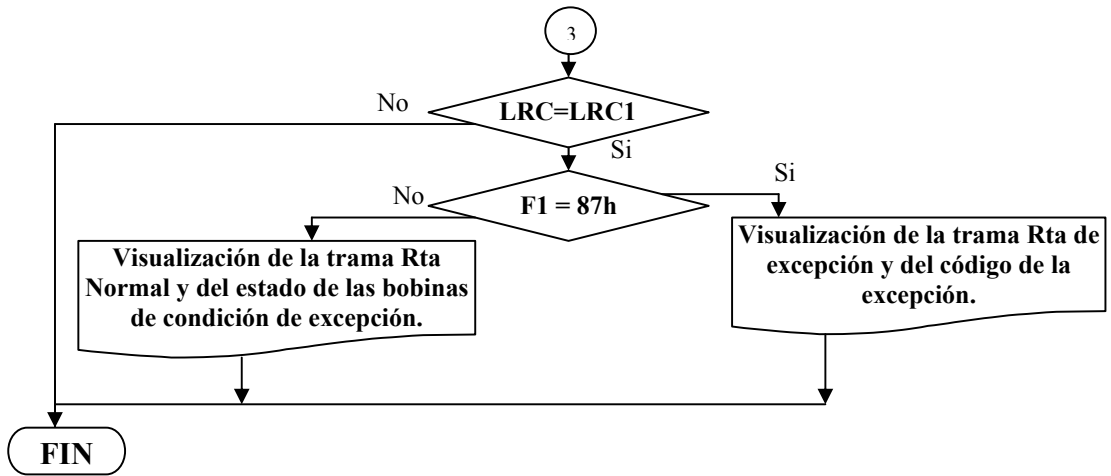 3
No
LRC=LRC1
Si
No
F1 = 87h
Si
Visualización de la trama Rta
Normal y del estado de las bobinas
de condición de excepción.
Visualización de la trama Rta de
excepción y del código de la
excepción.
FIN